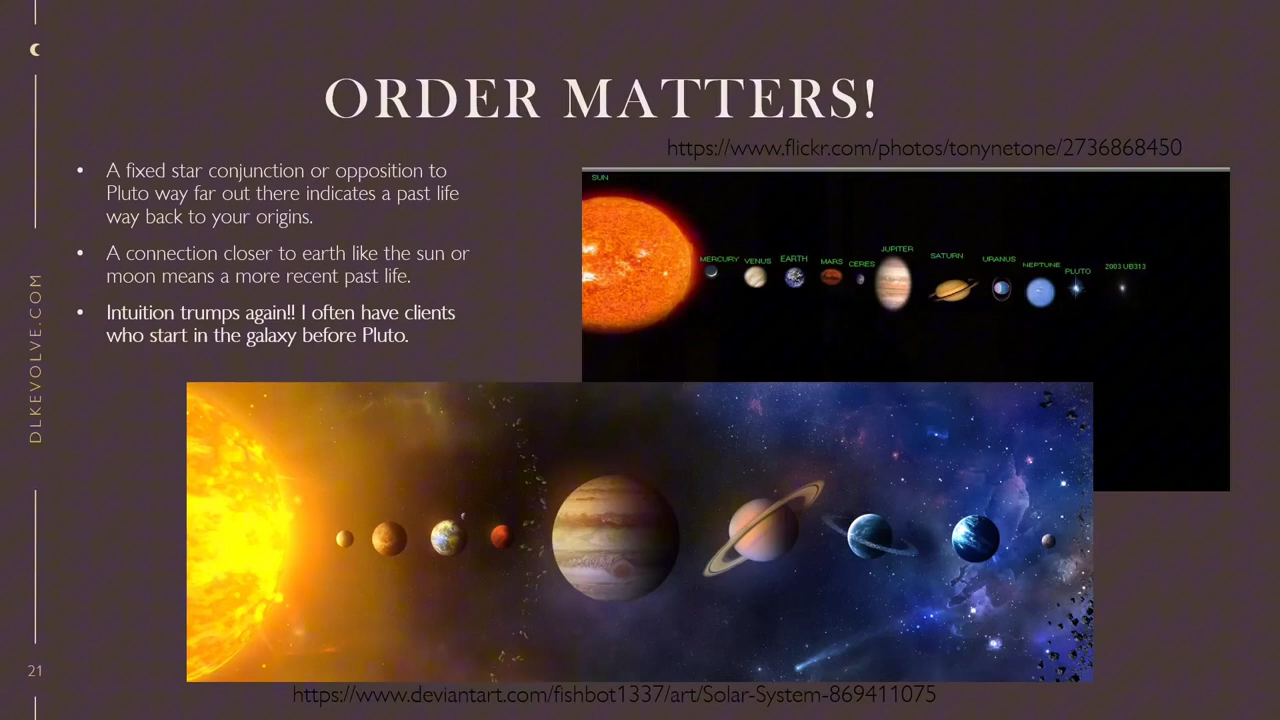 ORDER MATTERS!
https://www.flickr.com/photos/tonynetone/2736868450
• A fixed star conjunction or opposition to
Pluto way far out there indicates a past life
way back to your origins.
• A connection closer to earth like the sun or
moon means a more recent past life.
• Intuition trumps again!! I often have clients
who start in the galaxy before Pluto.
SUN
MERCURY
VENUS
EARTH
MARS
CERES
JUPITER
SATURN
URANUS
NEPTUNE
PLUTO
2003 UB313
https://www.deviantart.com/fishbot1337/art/Solar-System-869411075
DLKEVOLVE.COM
21